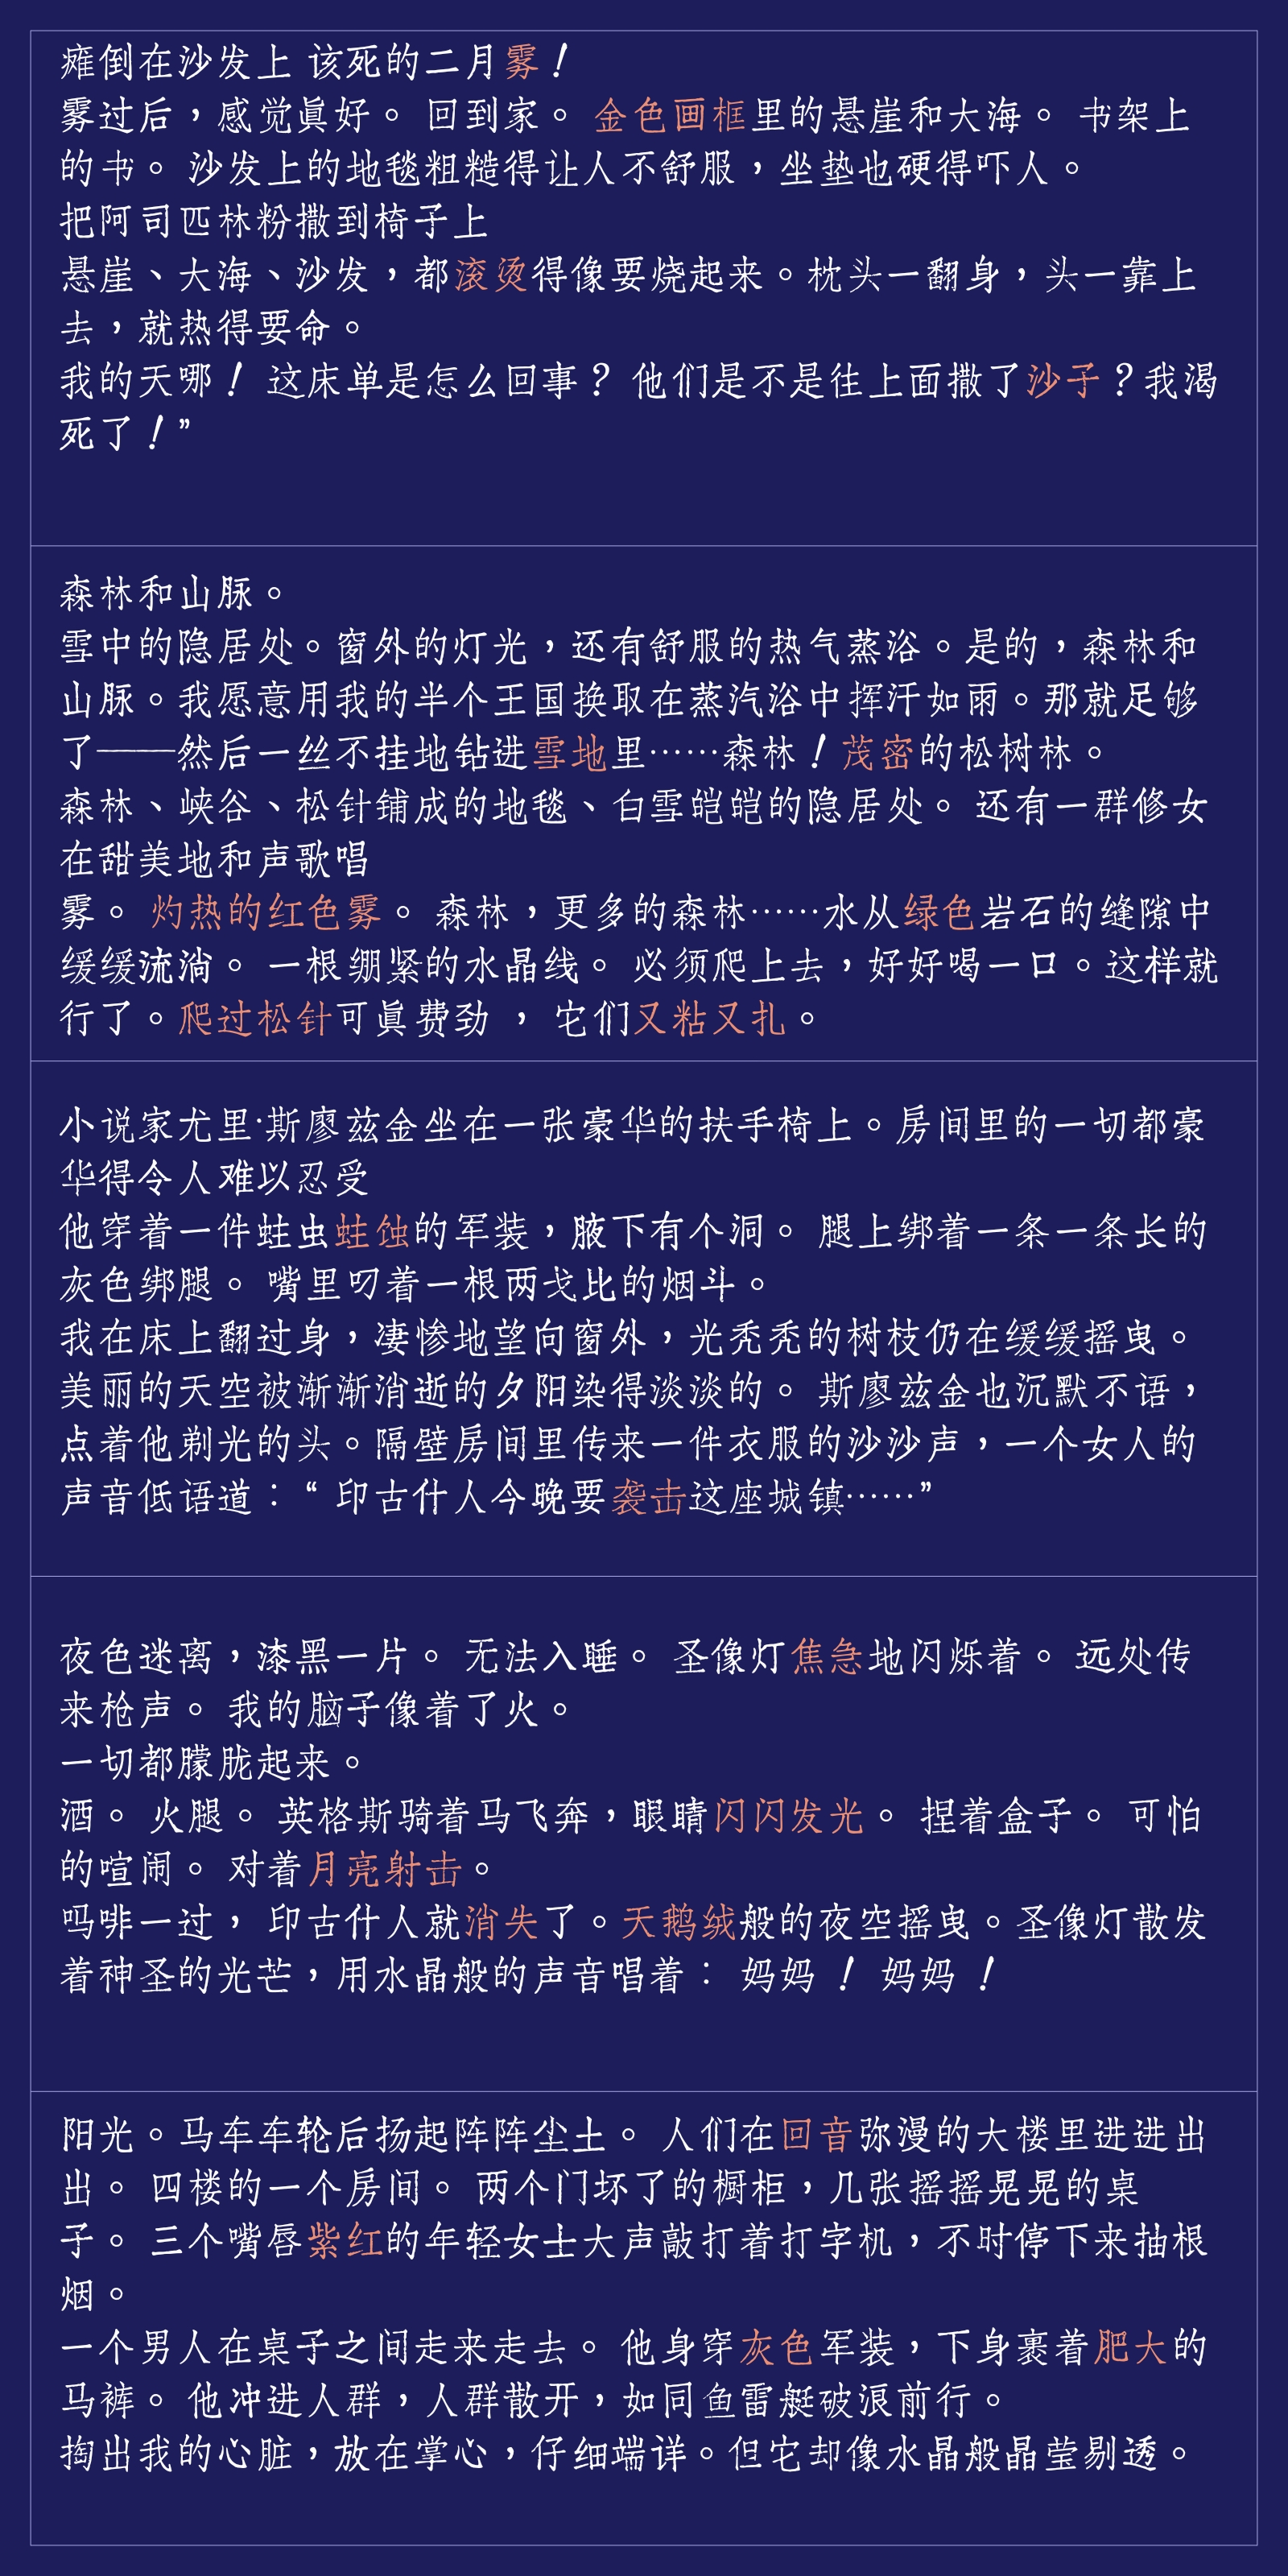 瘫倒在沙发上 该死的二月雾！
雾过后，感觉真好。 回到家。 金色画框里的悬崖和大海。 书架上
的书。 沙发上的地毯粗糙得让人不舒服，坐垫也硬得吓人。
把阿司匹林粉撒到椅子上
悬崖、大海、沙发，都滚烫得像要烧起来。枕头一翻身，头一靠上
去，就热得要命。
我的天哪！ 这床单是怎么回事？ 他们是不是往上面撒了沙子？我渴
死了！”
森林和山脉。
雪中的隐居处。窗外的灯光，还有舒服的热气蒸浴。是的，森林和
山脉。我愿意用我的半个王国换取在蒸汽浴中挥汗如雨。那就足够
了——然后一丝不挂地钻进雪地里……森林！茂密的松树林。
森林、峡谷、松针铺成的地毯、白雪皑皑的隐居处。 还有一群修女
在甜美地和声歌唱
雾。 灼热的红色雾。 森林，更多的森林……水从绿色岩石的缝隙中
缓缓流淌。 一根绷紧的水晶线。 必须爬上去，好好喝一口。这样就
行了。爬过松针可真费劲 ， 它们又粘又扎。
小说家尤里·斯廖兹金坐在一张豪华的扶手椅上。房间里的一切都豪
华得令人难以忍受
他穿着一件蛀虫蛀蚀的军装，腋下有个洞。 腿上绑着一条一条长的
灰色绑腿。 嘴里叼着一根两戈比的烟斗。
我在床上翻过身，凄惨地望向窗外，光秃秃的树枝仍在缓缓摇曳。
美丽的天空被渐渐消逝的夕阳染得淡淡的。 斯廖兹金也沉默不语，
点着他剃光的头。隔壁房间里传来一件衣服的沙沙声，一个女人的
声音低语道：“ 印古什人今晚要袭击这座城镇……”
夜色迷离，漆黑一片。 无法入睡。 圣像灯焦急地闪烁着。 远处传
来枪声。 我的脑子像着了火。
一切都朦胧起来。
酒。 火腿。 英格斯骑着马飞奔，眼睛闪闪发光。 捏着盒子。 可怕
的喧闹。 对着月亮射击。
吗啡一过， 印古什人就消失了。天鹅绒般的夜空摇曳。圣像灯散发
着神圣的光芒，用水晶般的声音唱着： 妈妈 ！ 妈妈 ！
阳光。马车车轮后扬起阵阵尘土。 人们在回音弥漫的大楼里进进出
出。 四楼的一个房间。 两个门坏了的橱柜，几张摇摇晃晃的桌
子。 三个嘴唇紫红的年轻女士大声敲打着打字机，不时停下来抽根
烟。
一个男人在桌子之间走来走去。 他身穿灰色军装，下身裹着肥大的
马裤。 他冲进人群，人群散开，如同鱼雷艇破浪前行。
掏出我的心脏，放在掌心，仔细端详。但它却像水晶般晶莹剔透。